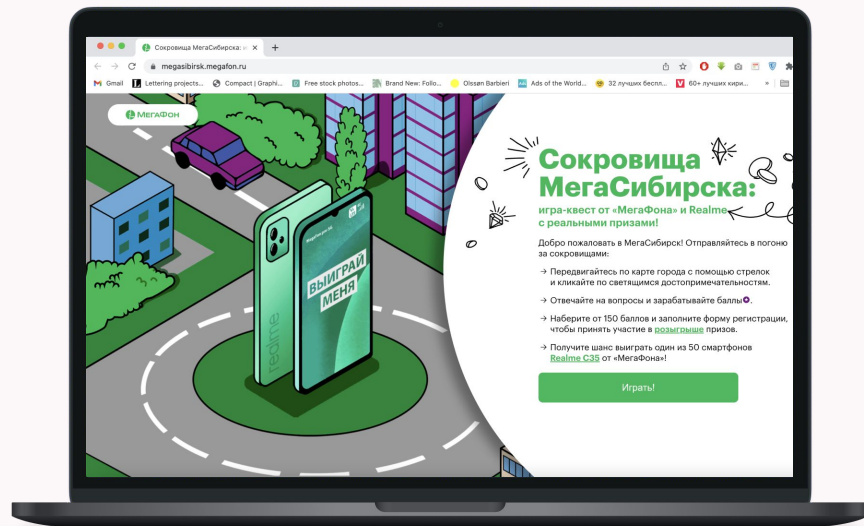 Сокровища МегаСибирска: и
megasibirsk.megafon.ru
Gmail Lettering projects... Compact | Graphi... Free stock photos... Brand New: Follo... Olssøn Barbieri Ads of the World... 32 лучших беспл... 60+ лучших кири...
МЕГАФОН
ВЫИГРАЙ
МЕНЯ
realme
Сокровища
МегаСибирска:
игра-квест от «МегаФона» и Realme
с реальными призами!
Добро пожаловать в МегаСибирск! Отправляйтесь в погоню
за сокровищами:
→ Передвигайтесь по карте города с помощью стрелок
и кликайте по светящимся достопримечательностям.
→ Отвечайте на вопросы и зарабатывайте баллы.
→ Наберите от 150 баллов и заполните форму регистрации,
чтобы принять участие в розыгрыше призов.
→ Получите шанс выиграть один из 50 смартфонов
Realme C35 от «МегаФона»!
Играть!